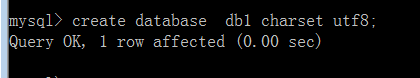 mysql> create database  db1 charset utf8;
Query OK, 1 row affected (0.00 sec)